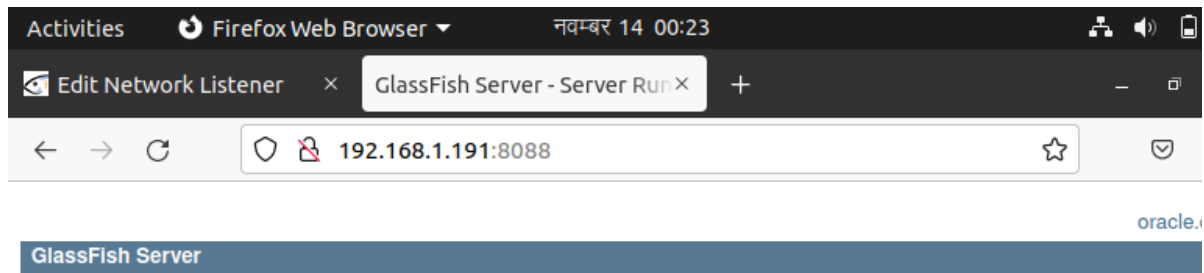 Activities Firefox Web Browser नवम्बर 14 00:23
Edit Network Listener GlassFish Server - Server Run
192.168.1.191:8088
oracle.
GlassFish Server